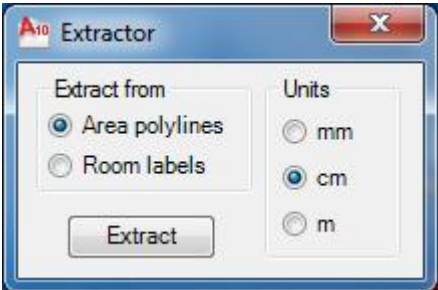 A10 Extractor
Extract from
Area polylines
Room labels
Extract
Units
mm
cm
m